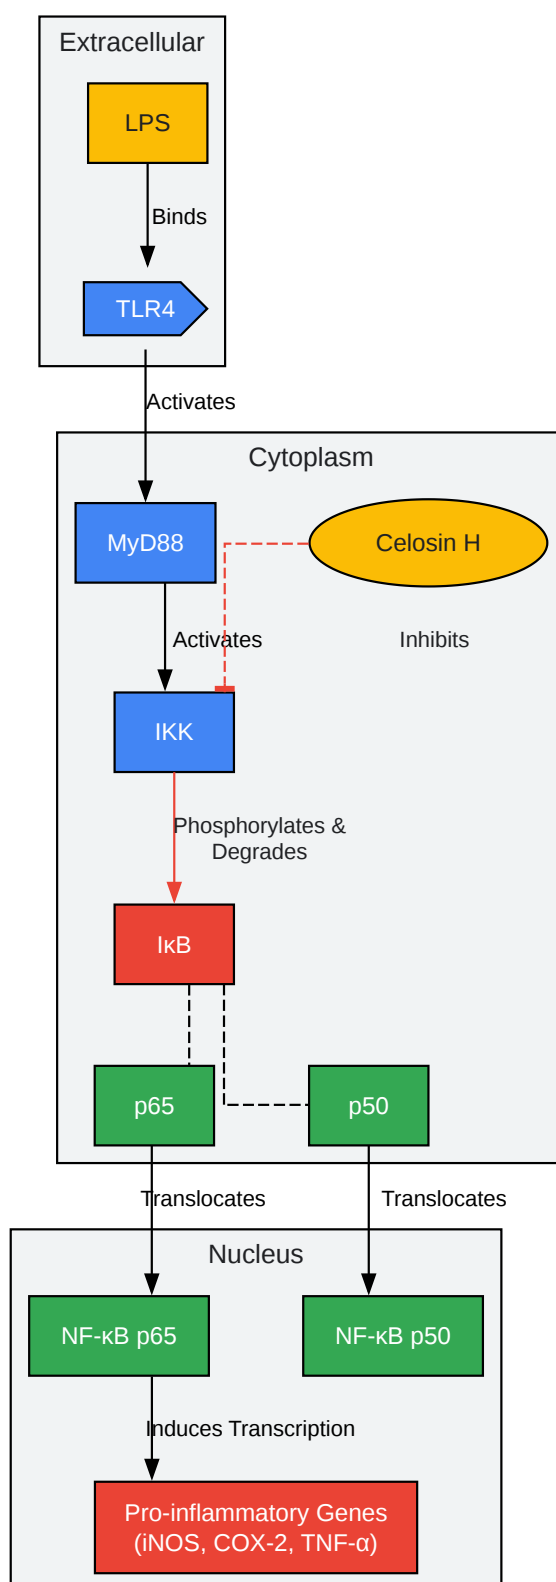 Extracellular
LPS
Binds
TLR4
Activates
Cytoplasm
MyD88
Celosin H
Activates
Inhibits
IKK
Phosphorylates &
Degrades
IκB
p65
p50
Translocates
Translocates
Nucleus
NF-κB p65
NF-κB p50
Induces Transcription
Pro-inflammatory Genes
(iNOS, COX-2, TNF-α)